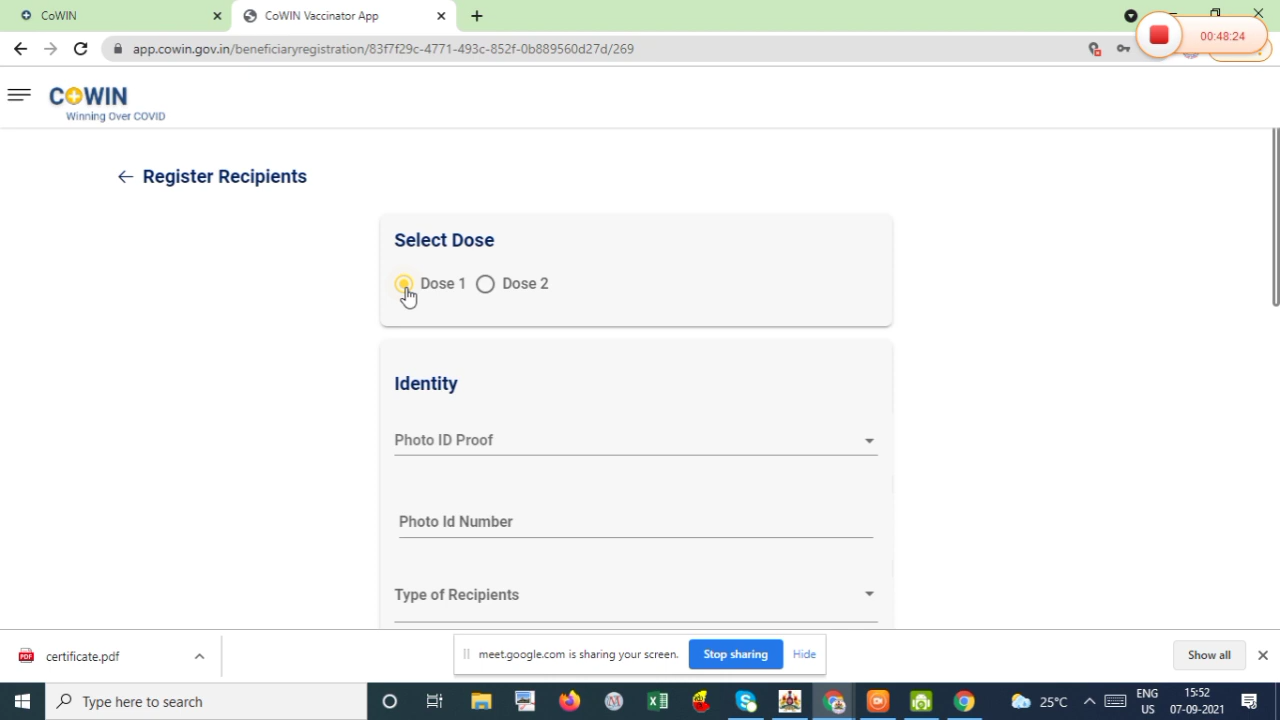 CoWIN
CoWIN Vaccinator App
app.cowin.gov.in/beneficiaryregistration/83f7f29c-4771-493c-852f-0b889560d27d/269
00:48:24
COWIN
Winning Over COVID
Register Recipients
Select Dose
Dose 1
Dose 2
Identity
Photo ID Proof
Photo Id Number
Type of Recipients
certificate.pdf
meet.google.com is sharing your screen.
Stop sharing
Hide
Show all
Type here to search
25°C
ENG
US
15:52
07-09-2021